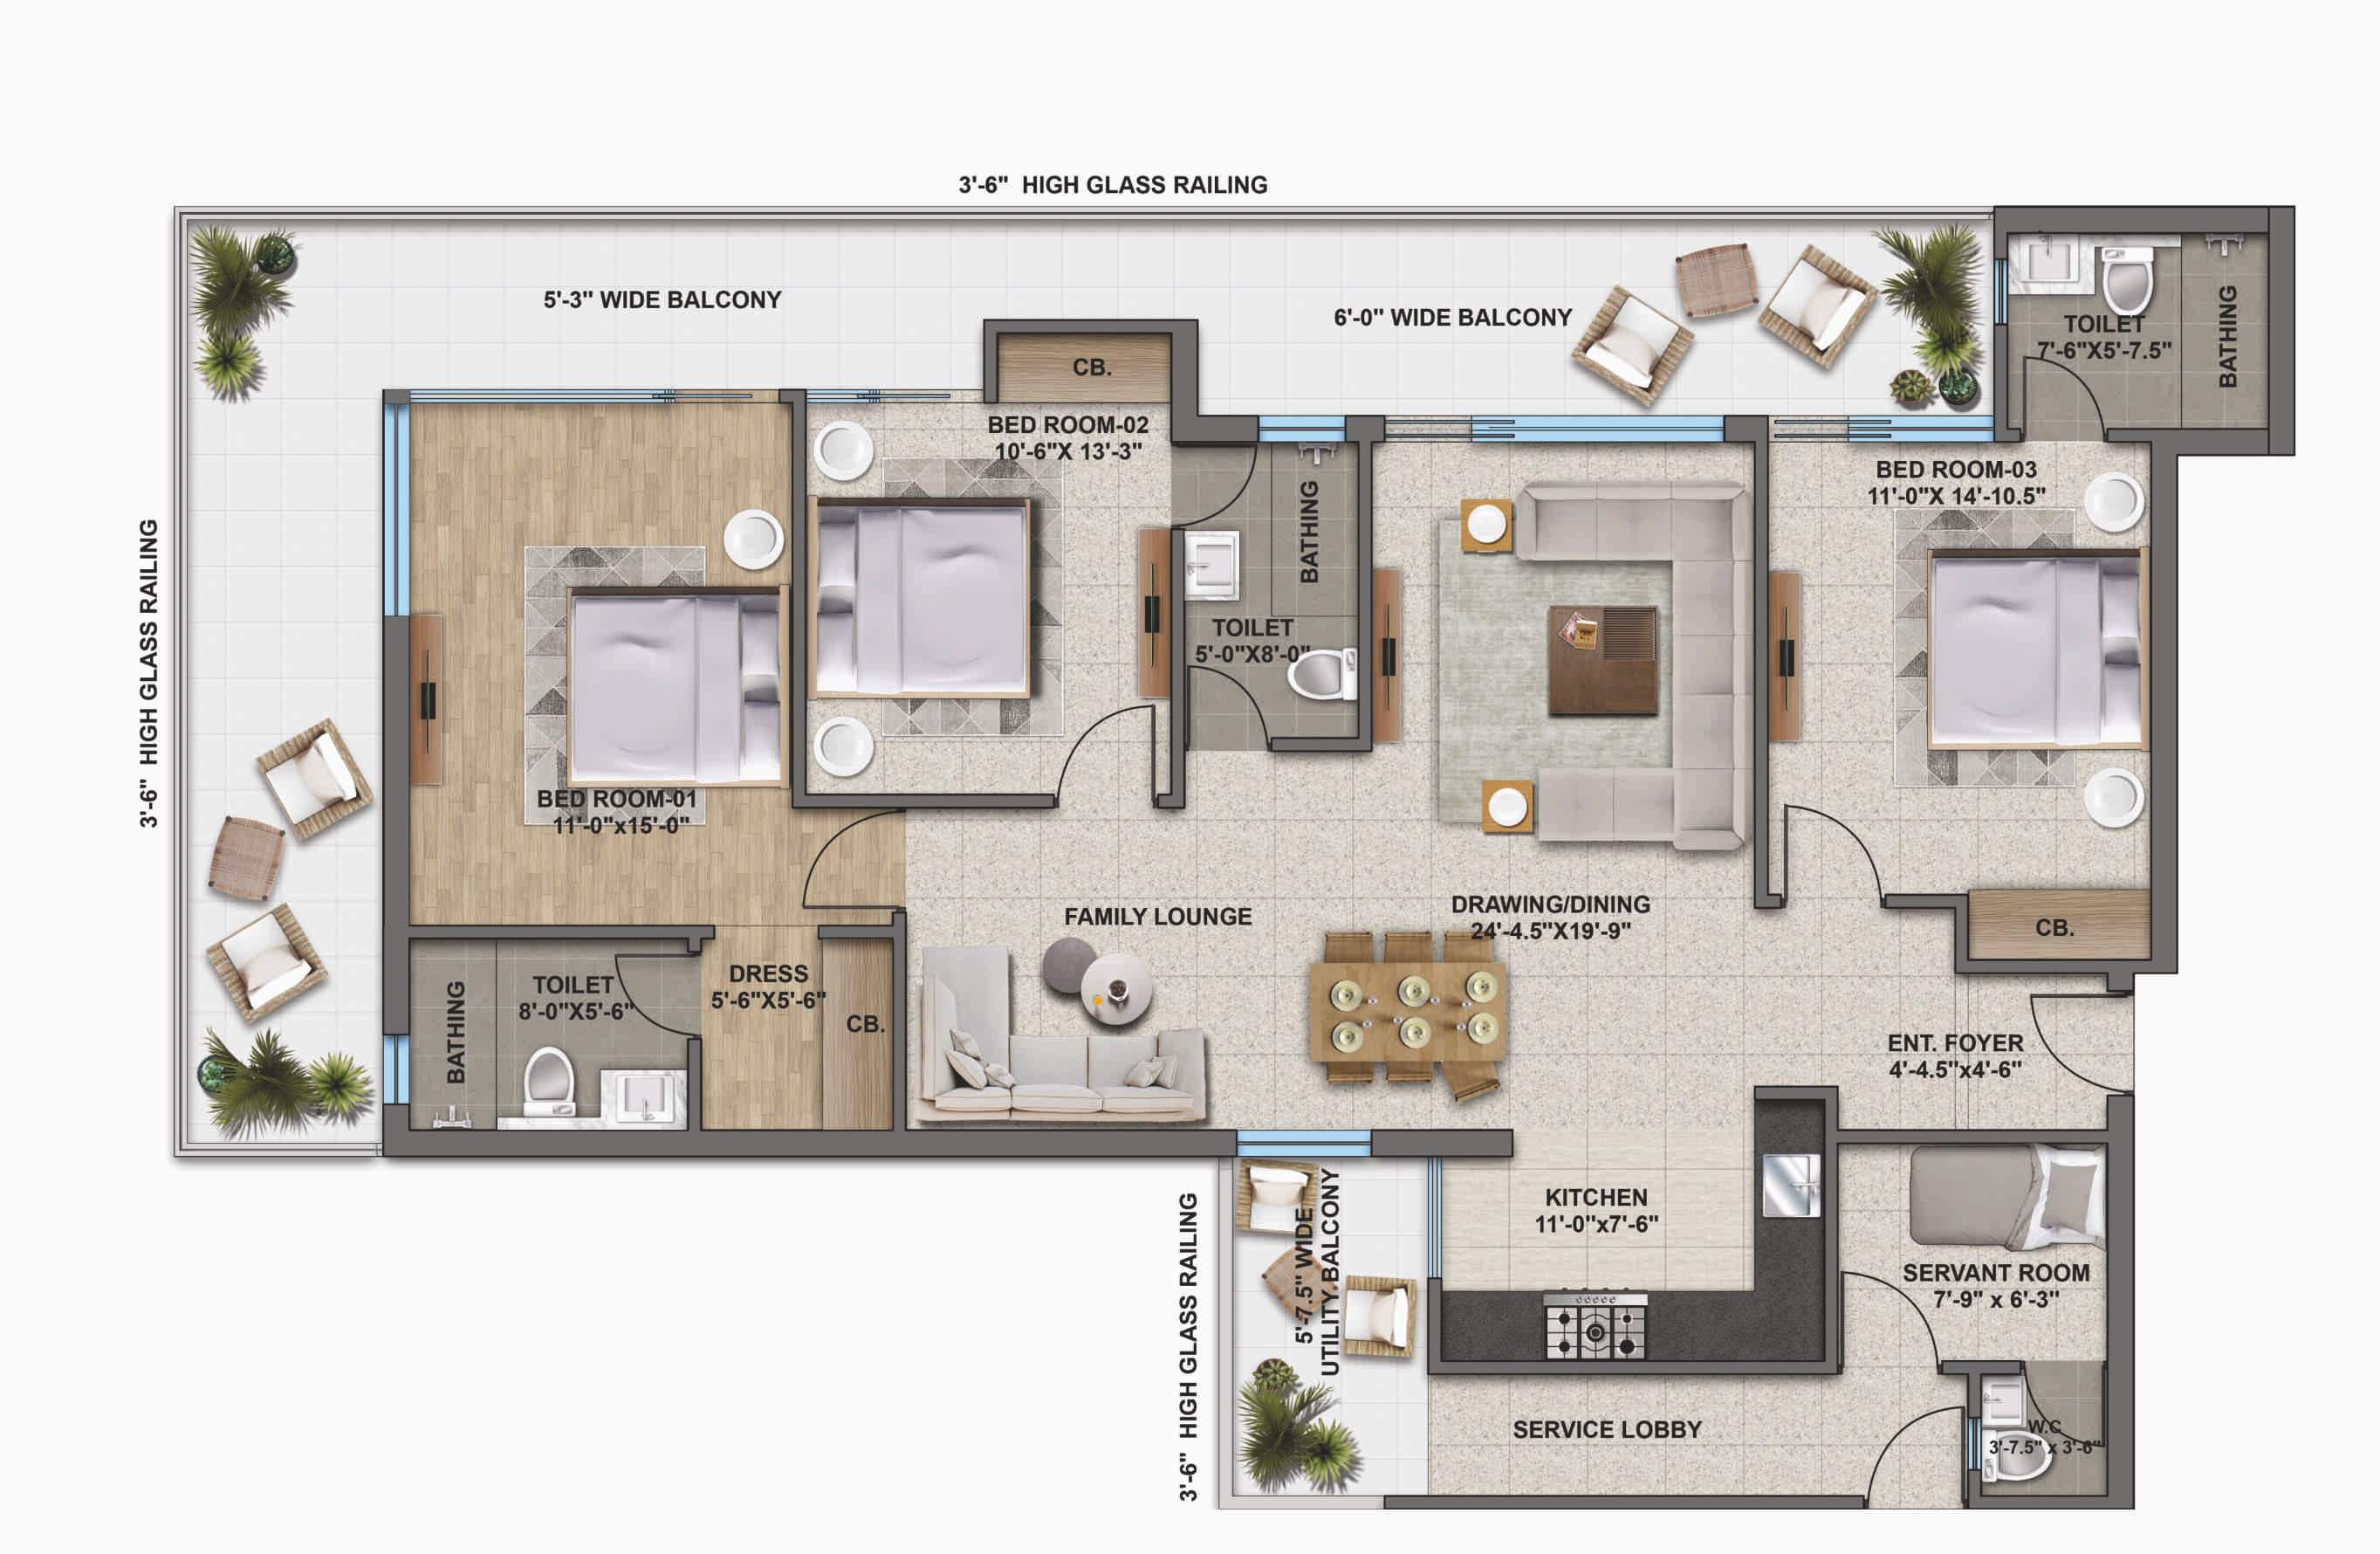 3'-6" HIGH GLASS RAILING
5'-3" WIDE BALCONY
6'-0" WIDE BALCONY
TOILET
7'-6"X5'-7.5"
BATHING
CB.
BED ROOM-02
10'-6"X 13'-3"
BED ROOM-03
11'-0"X 14'-10.5"
BATHING
3'-6" HIGH GLASS RAILING
TOILET
5'-0"X8'-0"
BED ROOM-01
11'-0"x15'-0"
FAMILY LOUNGE
DRAWING/DINING
24'-4.5"X19'-9"
CB.
BATHING
TOILET
8'-0"X5'-6"
DRESS
5'-6"X5'-6"
CB.
ENT. FOYER
4'-4.5"x4'-6"
3'-6" HIGH GLASS RAILING
5'-7.5" WIDE
UTILITY.BALCONY
KITCHEN
11'-0"x7'-6"
SERVANT ROOM
7'-9" x 6'-3"
SERVICE LOBBY
W.C
3'-7.5" x 3'-6"